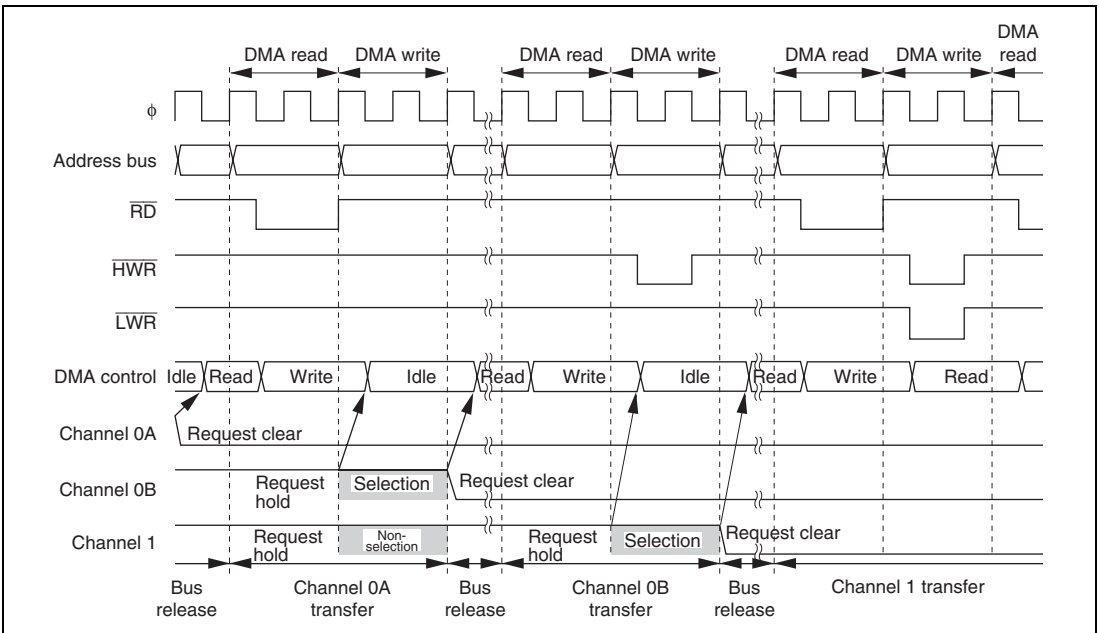 DMA read DMA write DMA read DMA write DMA read DMA write DMA read
φ
Address bus
RD
HWR
LWR
DMA control Idle Read Write Idle Read Write Idle Read Write Read
Channel 0A Request clear
Channel 0B Request hold Selection Request clear
Channel 1 Request hold Non-selection Request hold Selection Request clear
Bus release Channel 0A transfer Bus release Channel 0B transfer Bus release Channel 1 transfer